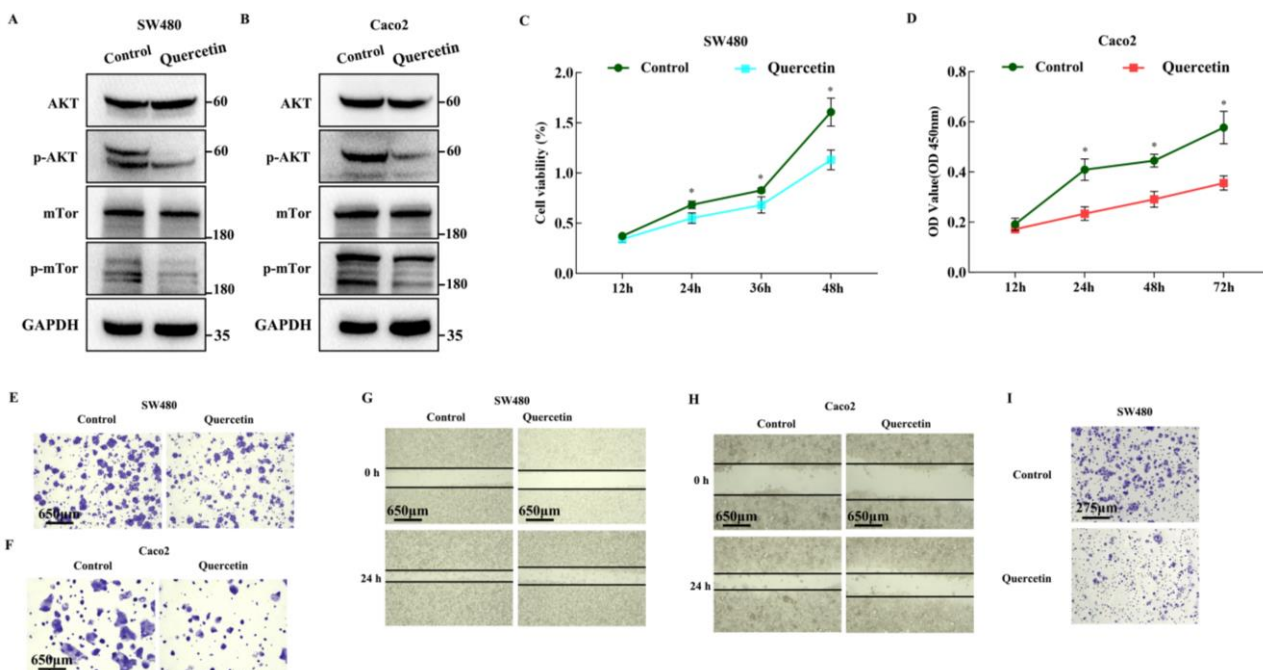 A
SW480
Control Quercetin
AKT
60
p-AKT
60
mTor
180
p-mTor
180
GAPDH
35
B
Caco2
Control Quercetin
AKT
60
p-AKT
60
mTor
180
p-mTor
180
GAPDH
35
C
SW480
Control Quercetin
Cell viability (%)
2.0
1.5
1.0
0.5
0.0
* * *
12h 24h 36h 48h
D
Caco2
Control Quercetin
OD Value(OD 450nm)
0.8
0.6
0.4
0.2
0.0
* * *
12h 24h 48h 72h
E
SW480
Control Quercetin
650μm
F
Caco2
Control Quercetin
650μm
G
SW480
Control Quercetin
0 h
650μm 650μm
24 h
H
Caco2
Control Quercetin
0 h
650μm 650μm
24 h
I
SW480
Control
275μm
Quercetin